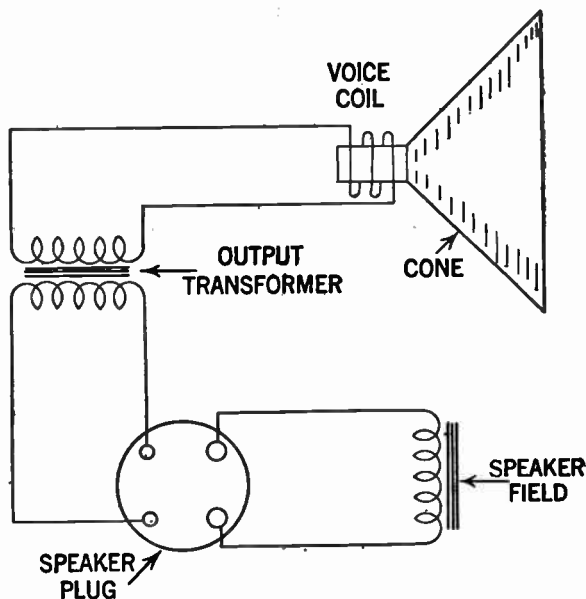 VOICE
COIL
OUTPUT
TRANSFORMER
CONE
SPEAKER
FIELD
SPEAKER
PLUG